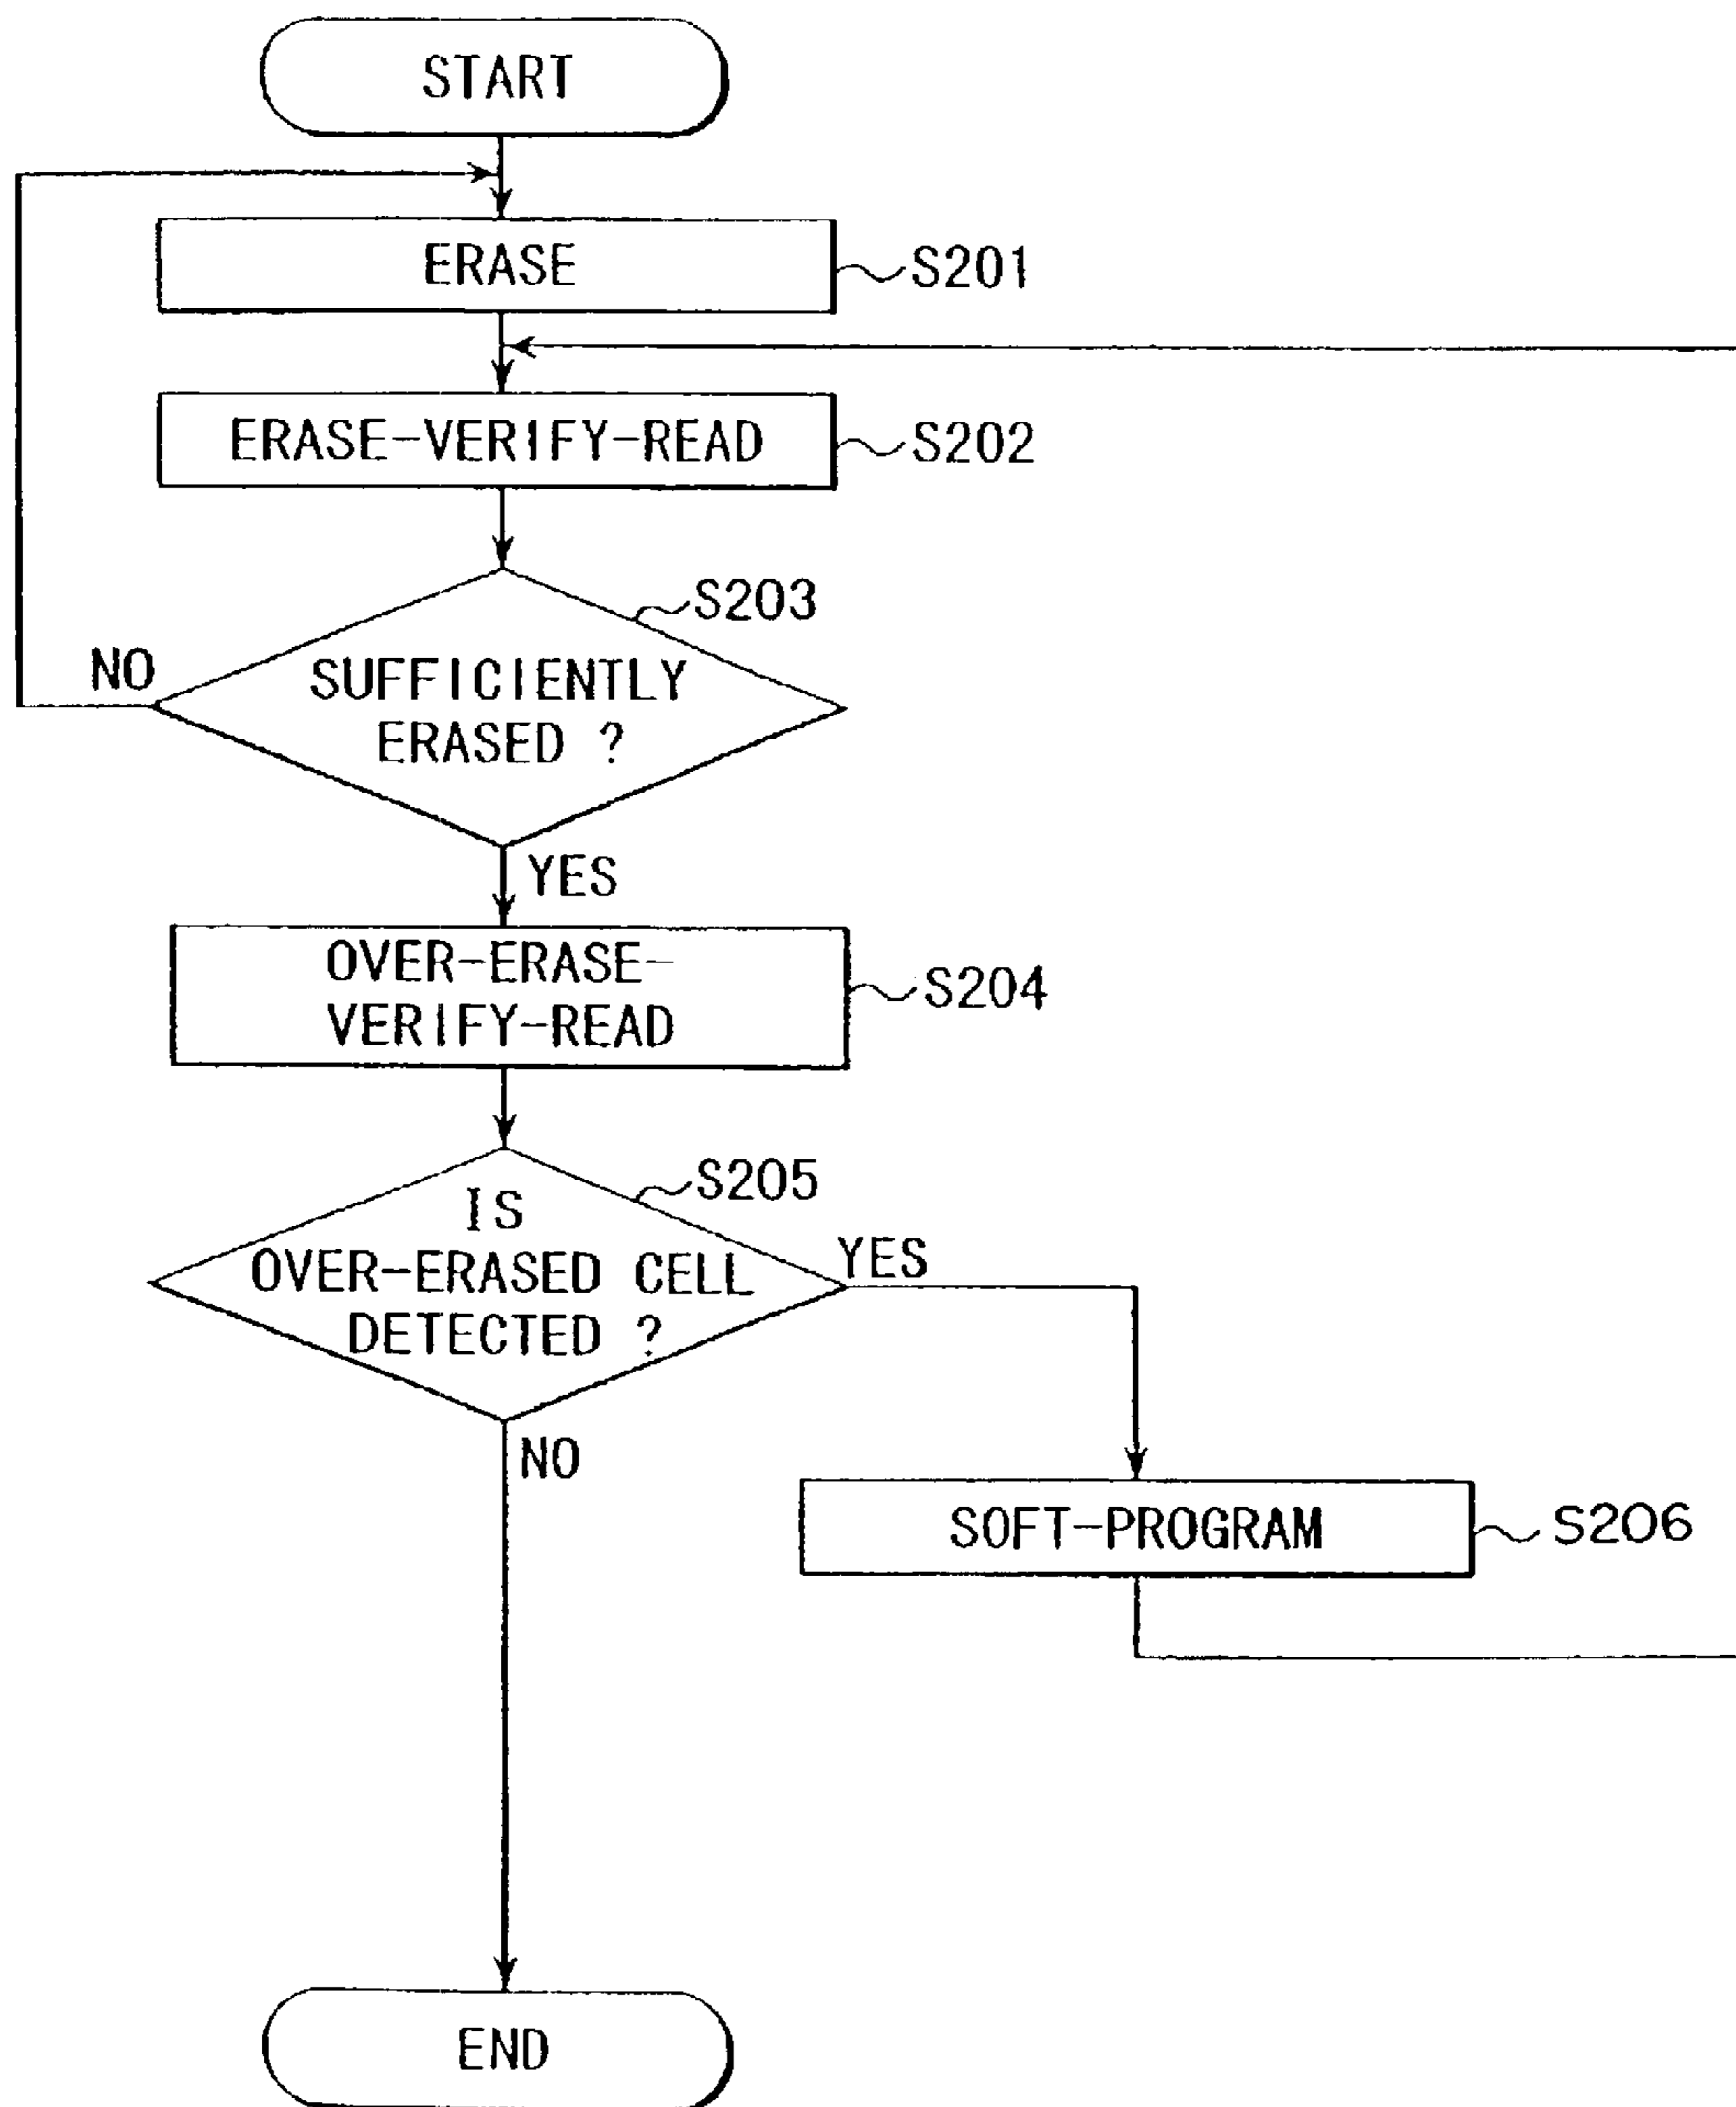 START
ERASE
S201
ERASE-VERIFY-READ
S202
S203
NO
SUFFICIENTLY
ERASED ?
YES
OVER-ERASE-
VERIFY-READ
S204
S205
IS
OVER-ERASED CELL
DETECTED ?
YES
NO
SOFT-PROGRAM
S206
END